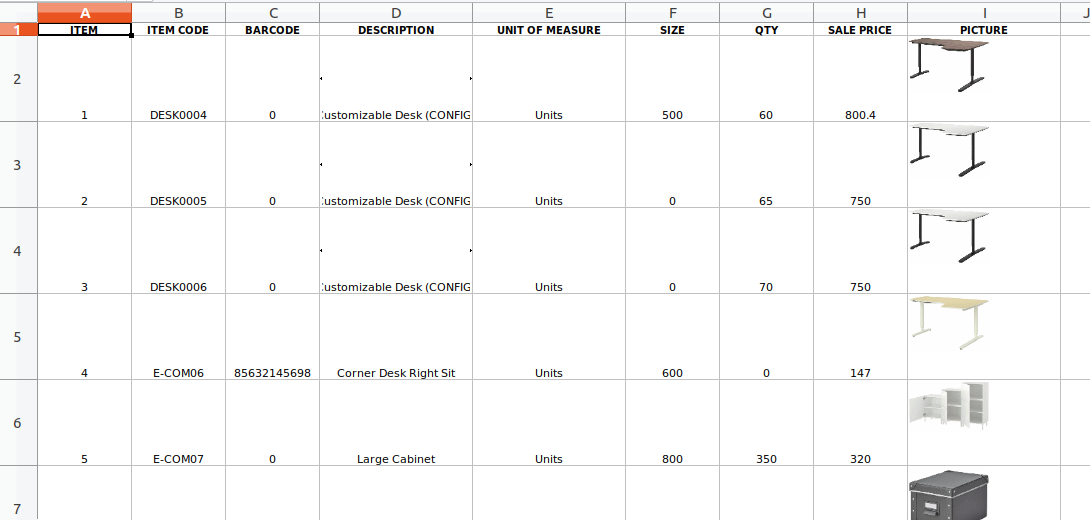 A B C D E F G H I J
1 ITEM ITEM CODE BARCODE DESCRIPTION UNIT OF MEASURE SIZE QTY SALE PRICE PICTURE
2 1 DESK0004 0 ustomizable Desk (CONFIG Units 500 60 800.4
3 2 DESK0005 0 ustomizable Desk (CONFIG Units 0 65 750
4 3 DESK0006 0 ustomizable Desk (CONFIG Units 0 70 750
5 4 E-COM06 85632145698 Corner Desk Right Sit Units 600 0 147
6 5 E-COM07 0 Large Cabinet Units 800 350 320
7